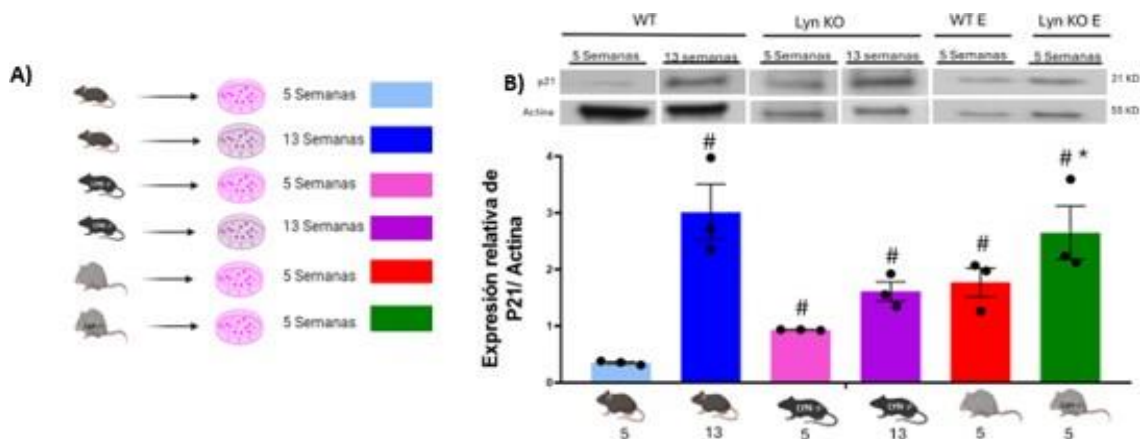 A)
5 Semanas
13 Semanas
5 Semanas
13 Semanas
5 Semanas
5 Semanas
B)
WT Lyn KO WT E Lyn KO E
5 Semanas 13 semanas 5 Semanas 13 semanas 5 Semanas 5 Semanas
p21 21 KD
Actina 55 KD
Expresión relativa de
P21/ Actina
4
3
2
1
0
# # # # # *
LYN -/- LYN -/-
5 13 5 13 5 5